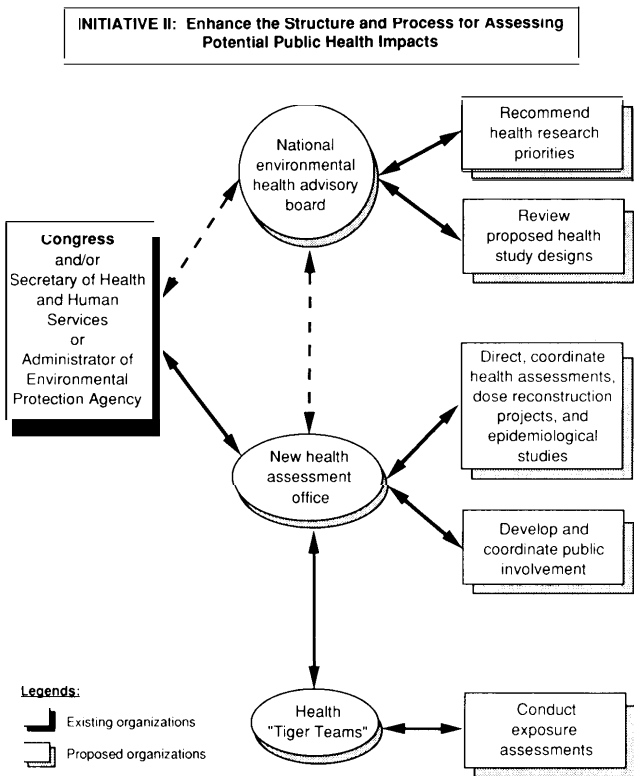 INITIATIVE II: Enhance the Structure and Process for Assessing
Potential Public Health Impacts
National
environmental
health advisory
board
Recommend
health research
priorities
Review
proposed health
study designs
Congress
and/or
Secretary of Health
and Human
Services
or
Administrator of
Environmental
Protection Agency
New health
assessment
office
Direct, coordinate
health assessments,
dose reconstruction
projects, and
epidemiological
studies
Develop and
coordinate public
involvement
Health
"Tiger Teams"
Conduct
exposure
assessments
Legends:
Existing organizations
Proposed organizations